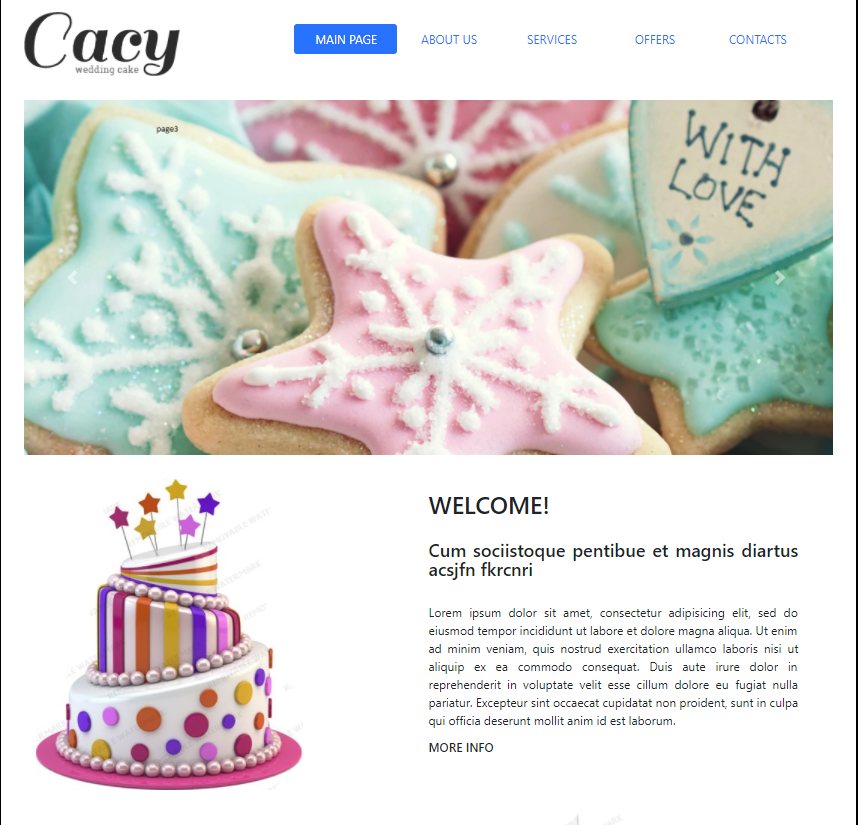 Cacy
wedding cake
MAIN PAGE ABOUT US SERVICES OFFERS CONTACTS
page3
WITH
LOVE
WELCOME!
Cum sociistoque pentibue et magnis diartus
acsjfn fkrcnri
Lorem ipsum dolor sit amet, consectetur adipisicing elit, sed do
eiusmod tempor incididunt ut labore et dolore magna aliqua. Ut enim
ad minim veniam, quis nostrud exercitation ullamco laboris nisi ut
aliquip ex ea commodo consequat. Duis aute irure dolor in
reprehenderit in voluptate velit esse cillum dolore eu fugiat nulla
pariatur. Excepteur sint occaecat cupidatat non proident, sunt in culpa
qui officia deserunt mollit anim id est laborum.
MORE INFO